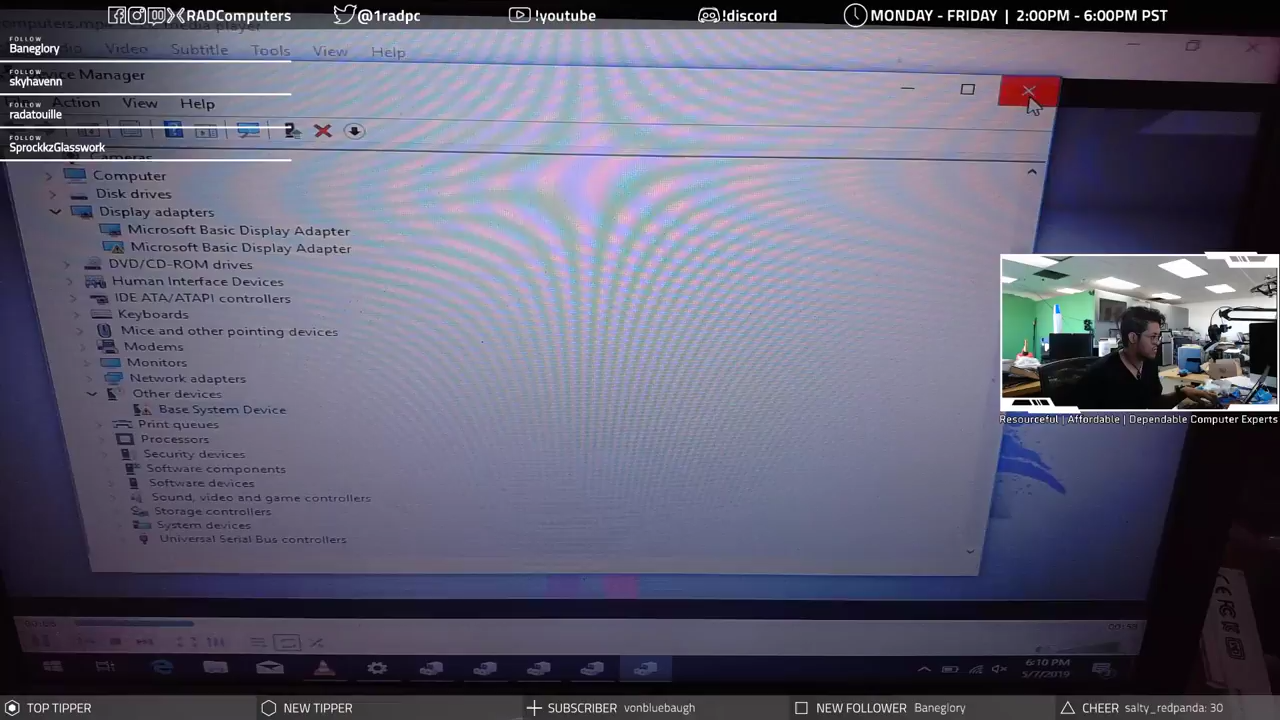 RADComputers
@1radpc
!youtube
!discord
MONDAY - FRIDAY | 2:00PM - 6:00PM PST
FOLLOW
Baneglory
FOLLOW
skyhavenn
FOLLOW
radatouille
FOLLOW
SprockkzGlasswork
Video Subtitle Tools View Help
Manager
Action View Help
Cameras
Computer
Disk drives
Display adapters
Microsoft Basic Display Adapter
Microsoft Basic Display Adapter
DVD/CD-ROM drives
Human Interface Devices
IDE ATA/ATAPI controllers
Keyboards
Mice and other pointing devices
Modems
Monitors
Network adapters
Other devices
Base System Device
Print queues
Processors
Security devices
Software components
Software devices
Sound, video and game controllers
Storage controllers
System devices
Universal Serial Bus controllers
Resourceful | Affordable | Dependable Computer Experts
6:10 PM
5/7/2019
TOP TIPPER
NEW TIPPER
SUBSCRIBER vonbluebaugh
NEW FOLLOWER Baneglory
CHEER salty_redpanda: 30